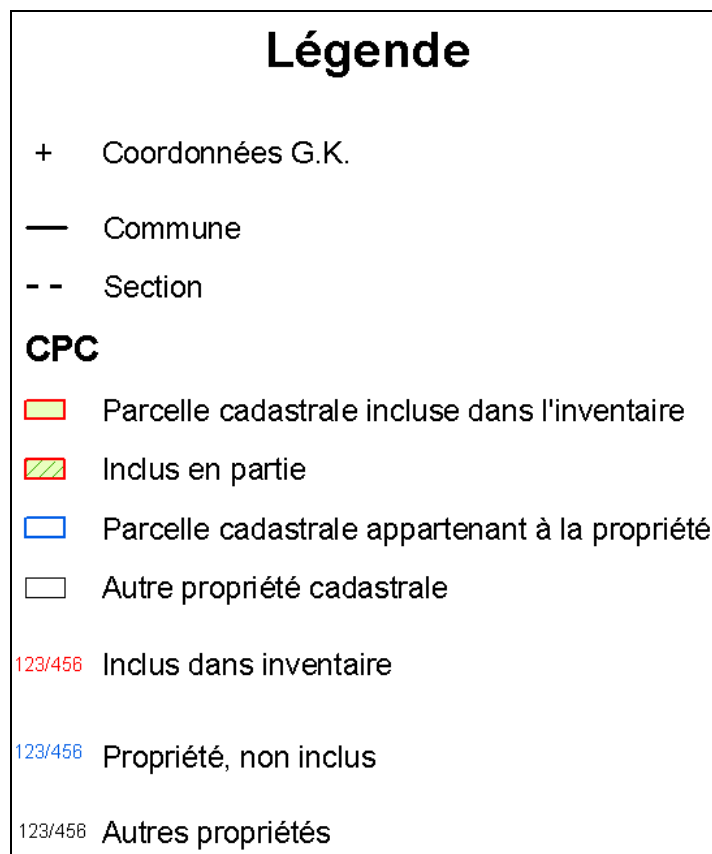 Légende
+ Coordonnées G.K.
Commune
Section
CPC
Parcelle cadastrale incluse dans l'inventaire
Inclus en partie
Parcelle cadastrale appartenant à la propriété
Autre propriété cadastrale
123/456 Inclus dans inventaire
123/456 Propriété, non inclus
123/456 Autres propriétés